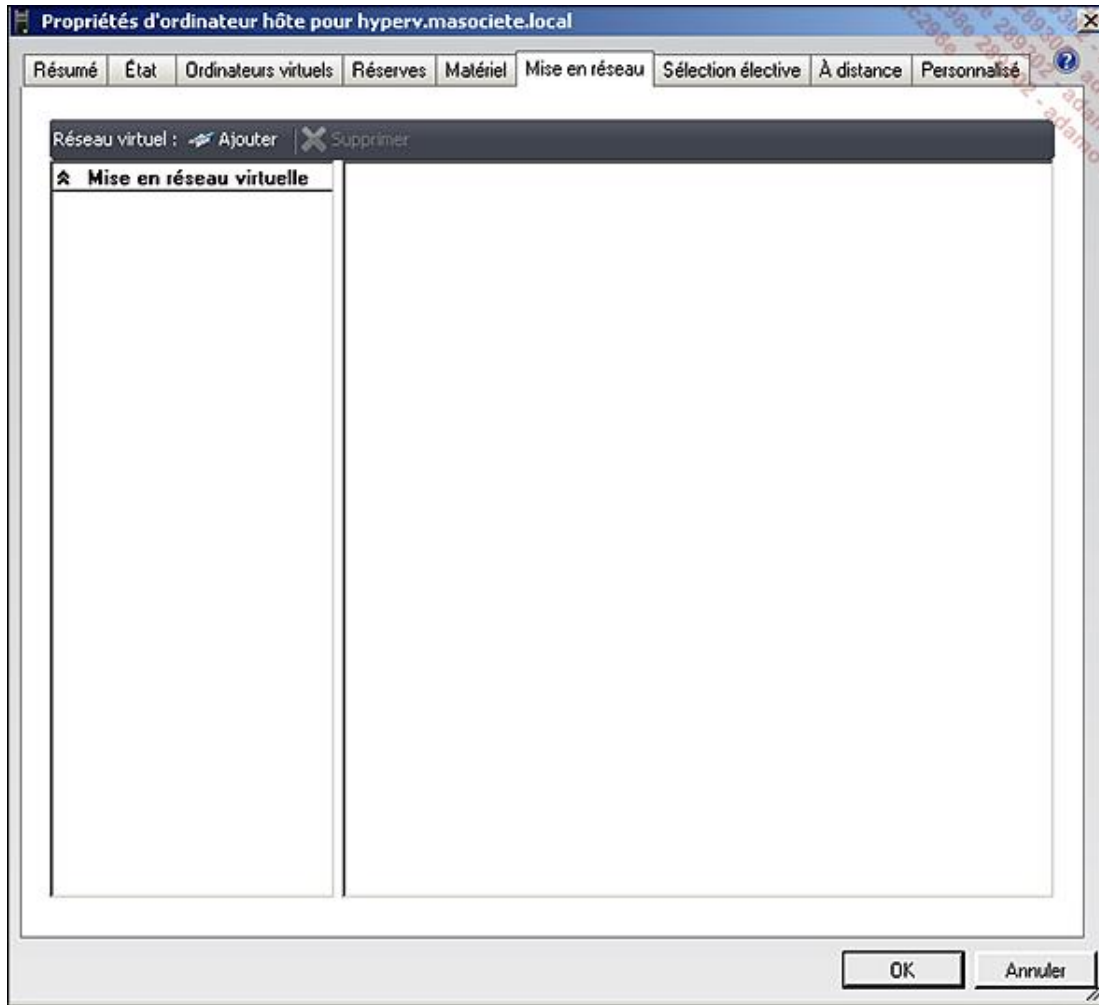 Propriétés d'ordinateur hôte pour hyperv.masociete.local
Résumé État Ordinateurs virtuels Réserves Matériel Mise en réseau Sélection élective À distance Personnalisé
Réseau virtuel : Ajouter Supprimer
Mise en réseau virtuelle
OK Annuler